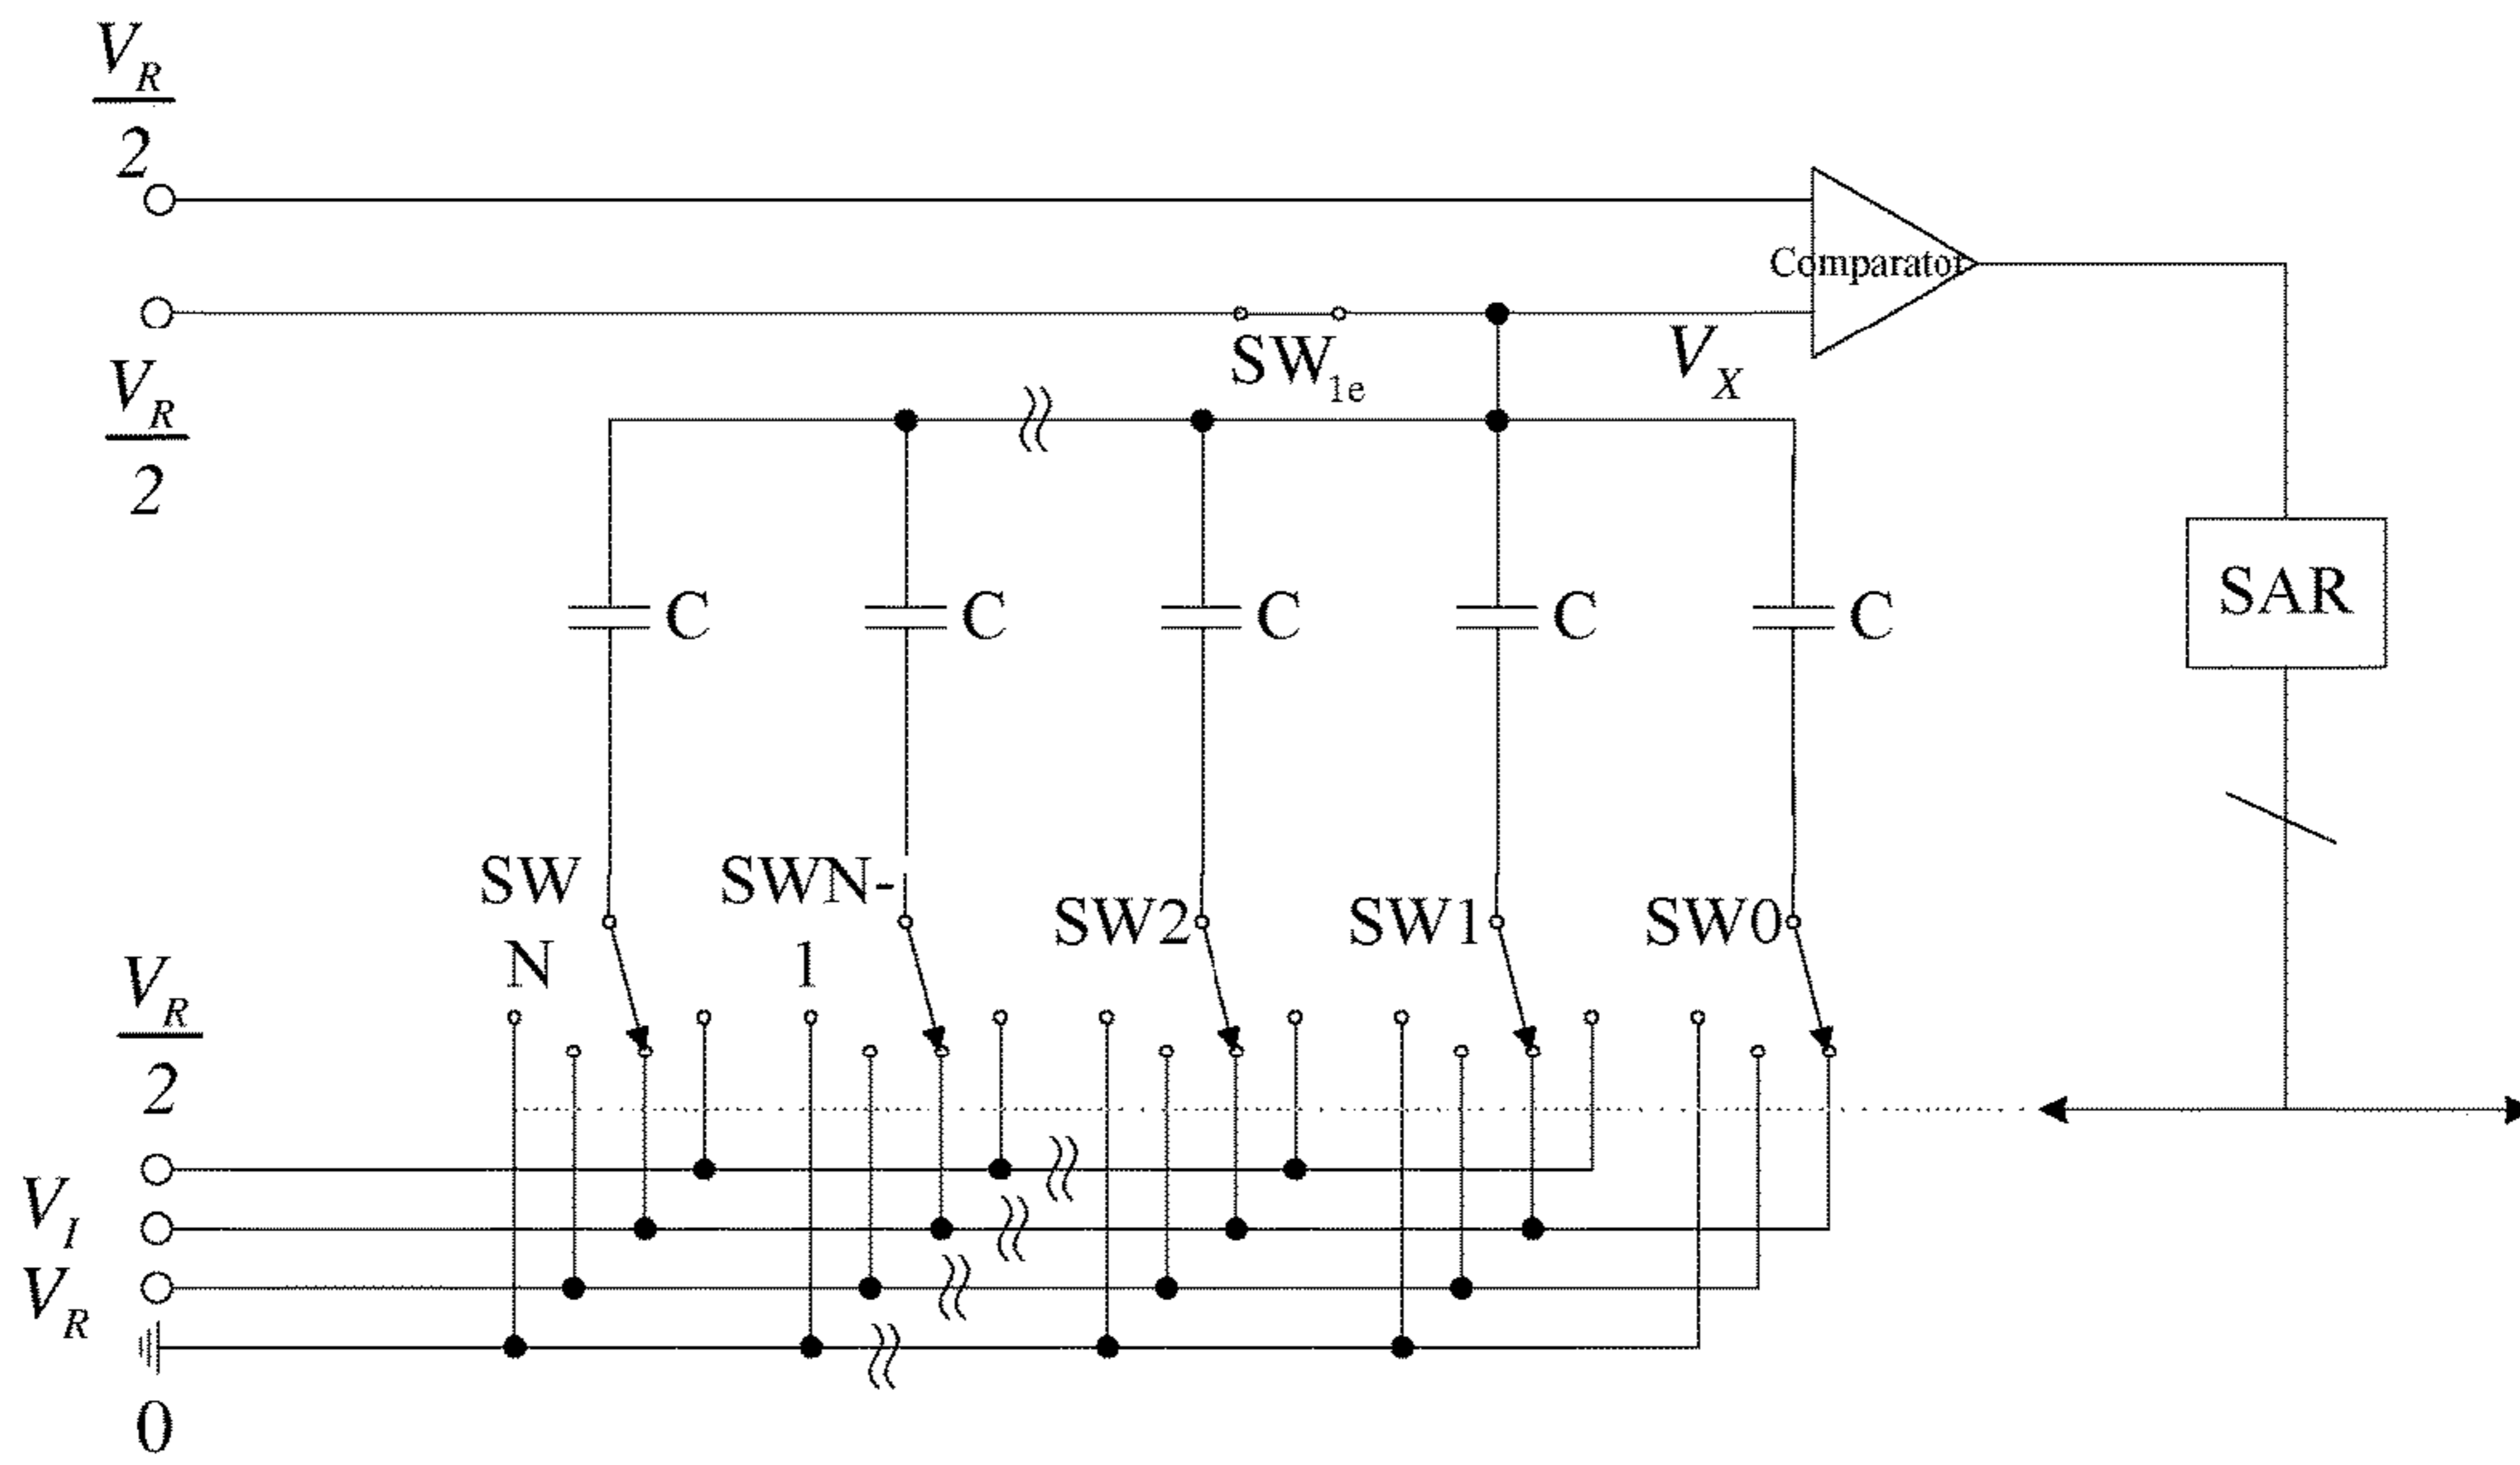 V_R
2
Comparator
SW_1e
V_X
V_R
2
C C C C C
SAR
SW SWN-
SW2 SW1 SW0
N 1
V_R
2
V_I
V_R
0